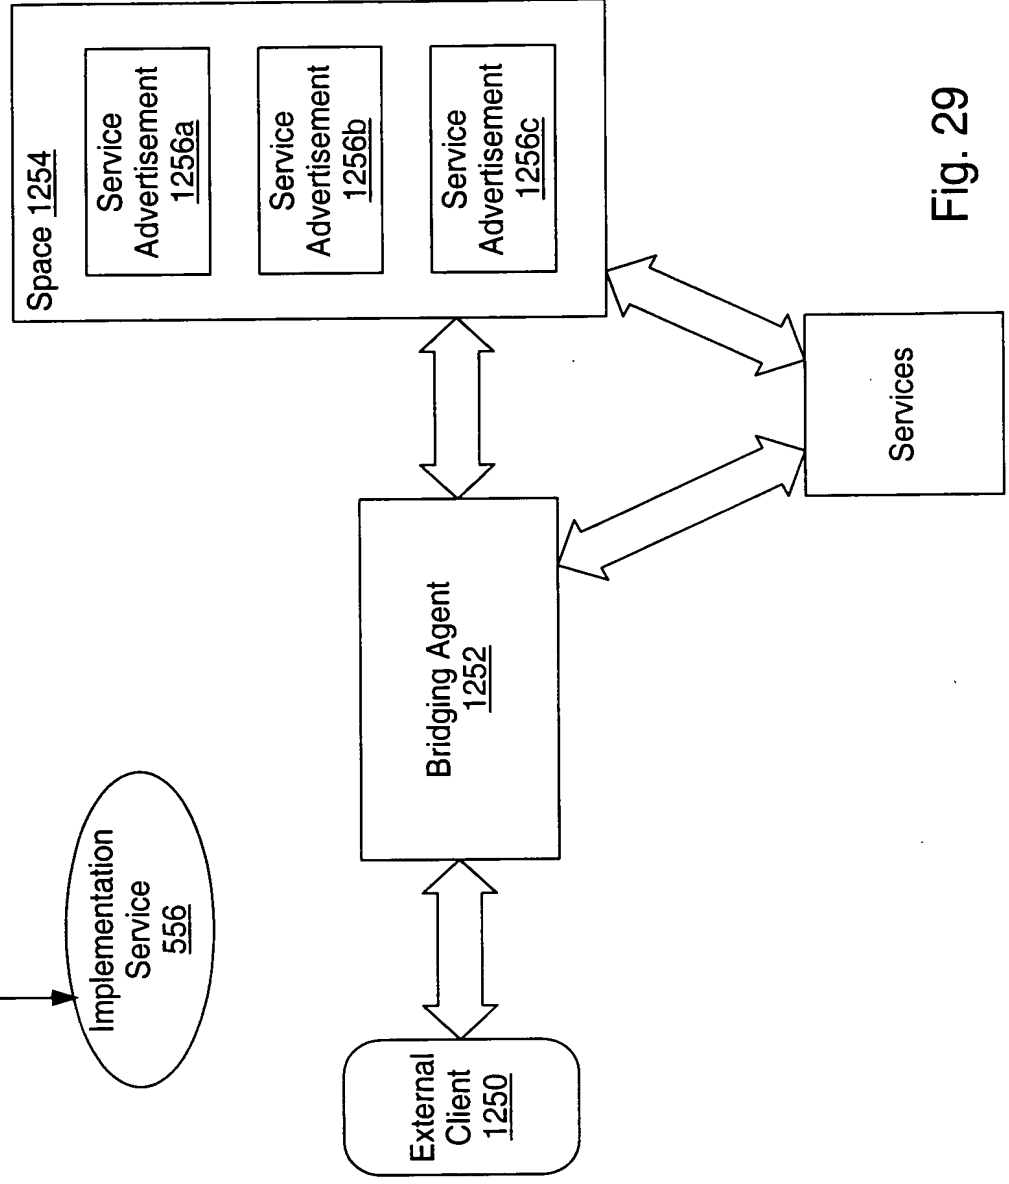 Implementation
Service
556
Space 1254
Service
Advertisement
1256a
Service
Advertisement
1256b
Service
Advertisement
1256c
External
Client
1250
Bridging Agent
1252
Services
Fig. 29